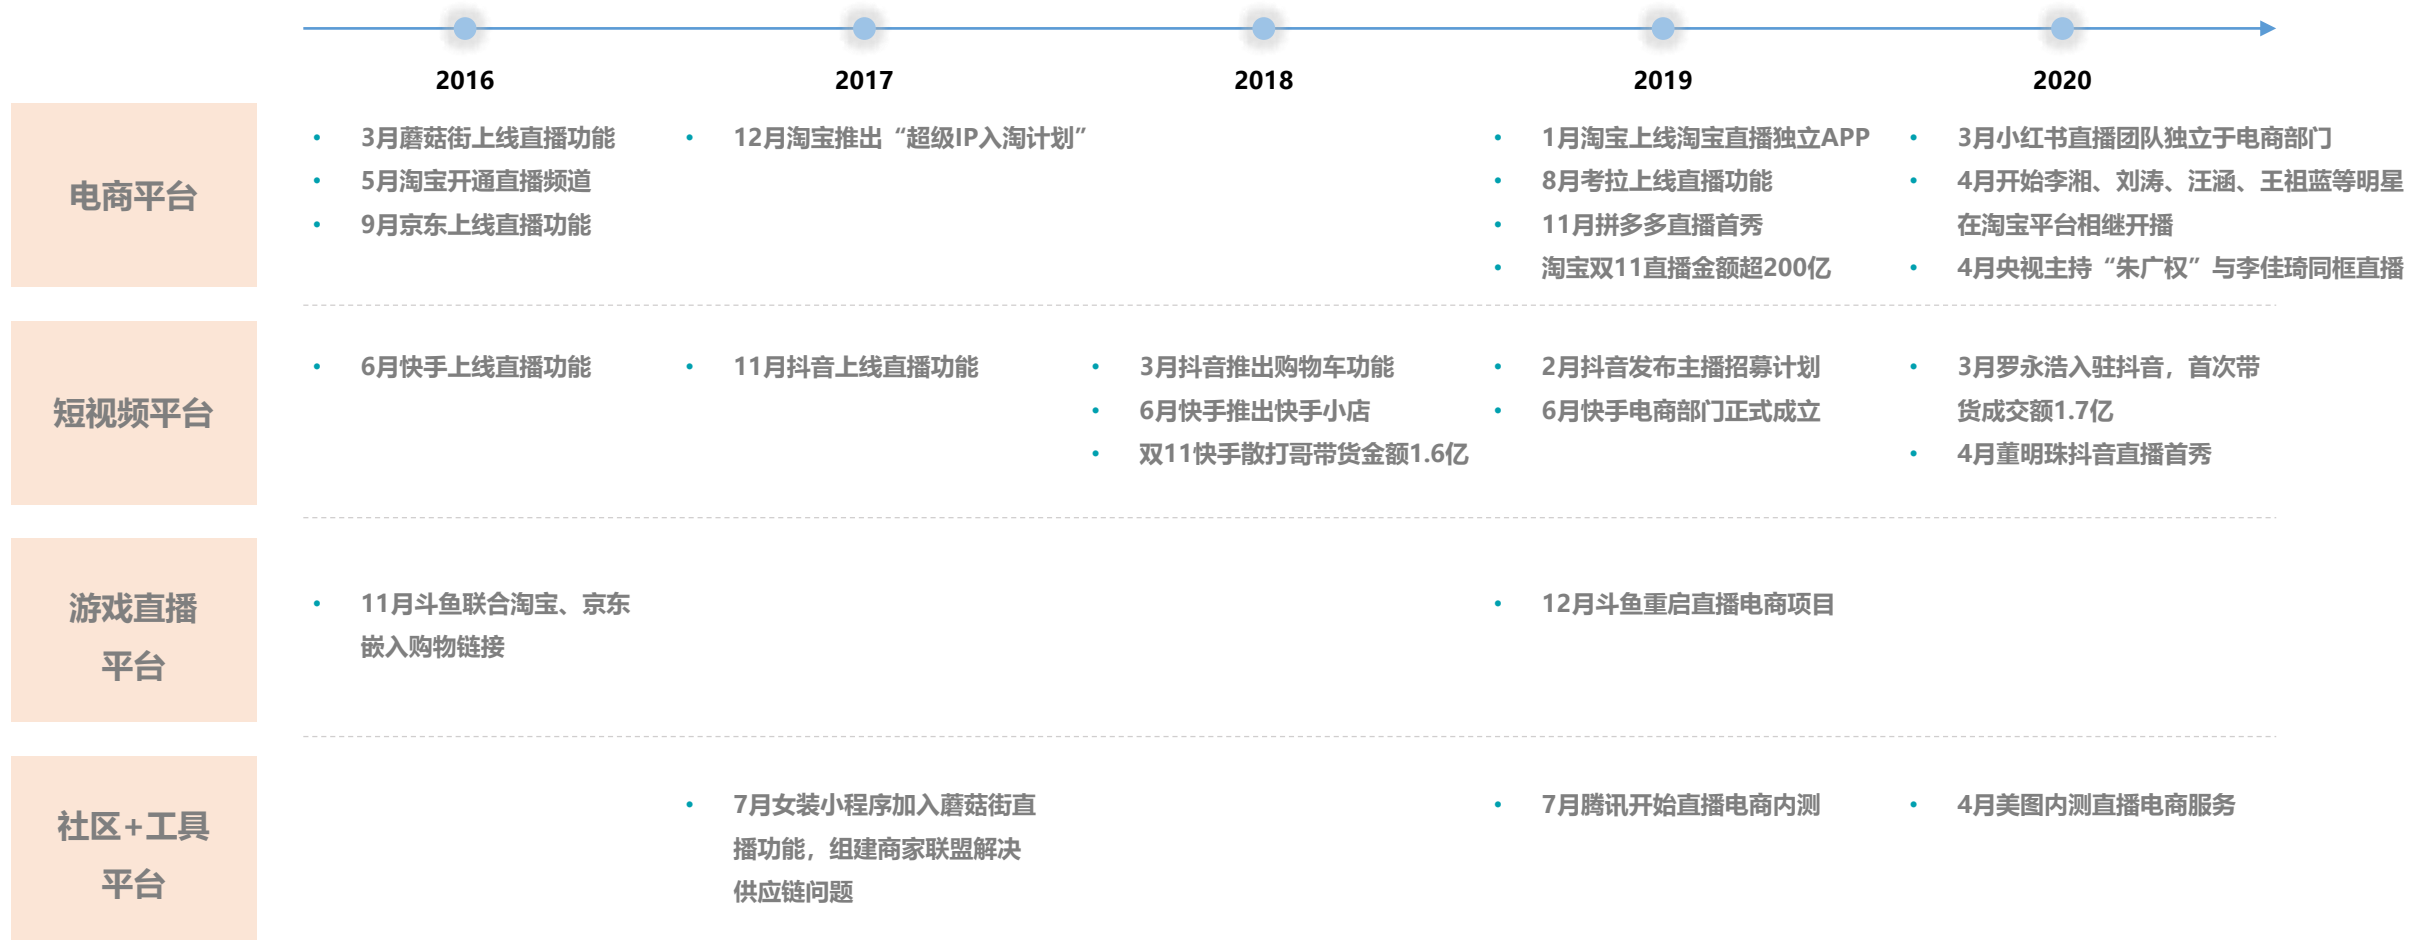 2016
2017
2018
2019
2020
电商平台
• 3月蘑菇街上线直播功能
• 5月淘宝开通直播频道
• 9月京东上线直播功能
• 12月淘宝推出“超级IP入淘计划”
• 1月淘宝上线淘宝直播独立APP
• 8月考拉上线直播功能
• 11月拼多多直播首秀
• 淘宝双11直播金额超200亿
• 3月小红书直播团队独立于电商部门
• 4月开始李湘、刘涛、汪涵、王祖蓝等明星
在淘宝平台相继开播
• 4月央视主持“朱广权”与李佳琦同框直播
短视频平台
• 6月快手上线直播功能
• 11月抖音上线直播功能
• 3月抖音推出购物车功能
• 6月快手推出快手小店
• 双11快手散打哥带货金额1.6亿
• 2月抖音发布主播招募计划
• 6月快手电商部门正式成立
• 3月罗永浩入驻抖音，首次带
货成交额1.7亿
• 4月董明珠抖音直播首秀
游戏直播
平台
• 11月斗鱼联合淘宝、京东
嵌入购物链接
• 12月斗鱼重启直播电商项目
社区+工具
平台
• 7月女装小程序加入蘑菇街直
播功能，组建商家联盟解决
供应链问题
• 7月腾讯开始直播电商内测
• 4月美图内测直播电商服务